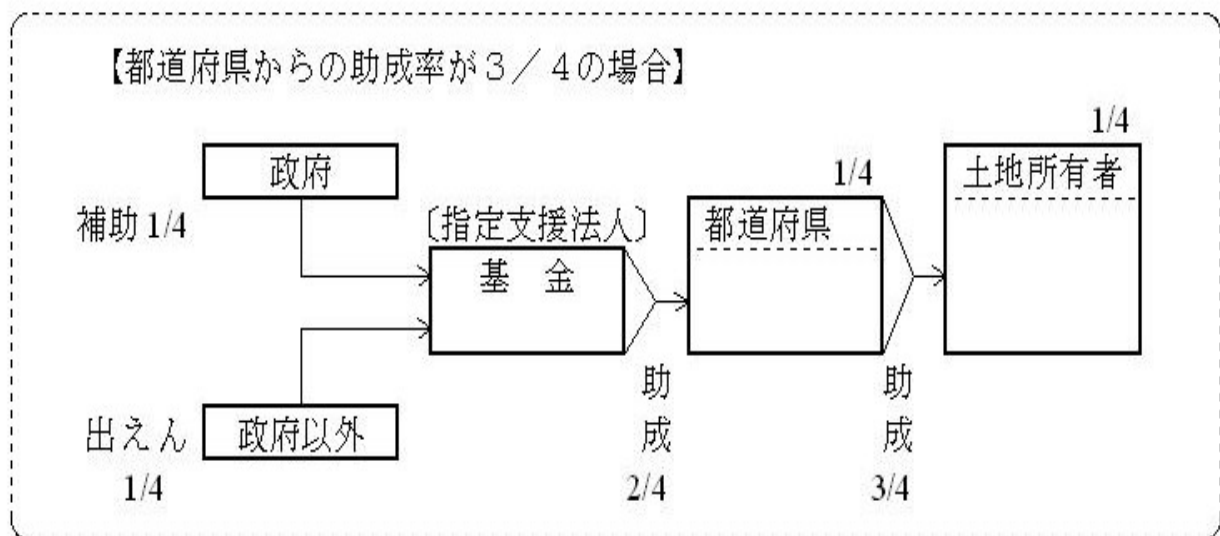 【都道府県からの助成率が３／４の場合】
1/4
政府
1/4
土地所有者
補助 1/4
〔指定支援法人〕
都道府県
基　金
出えん
政府以外
助成
助成
1/4
2/4
3/4